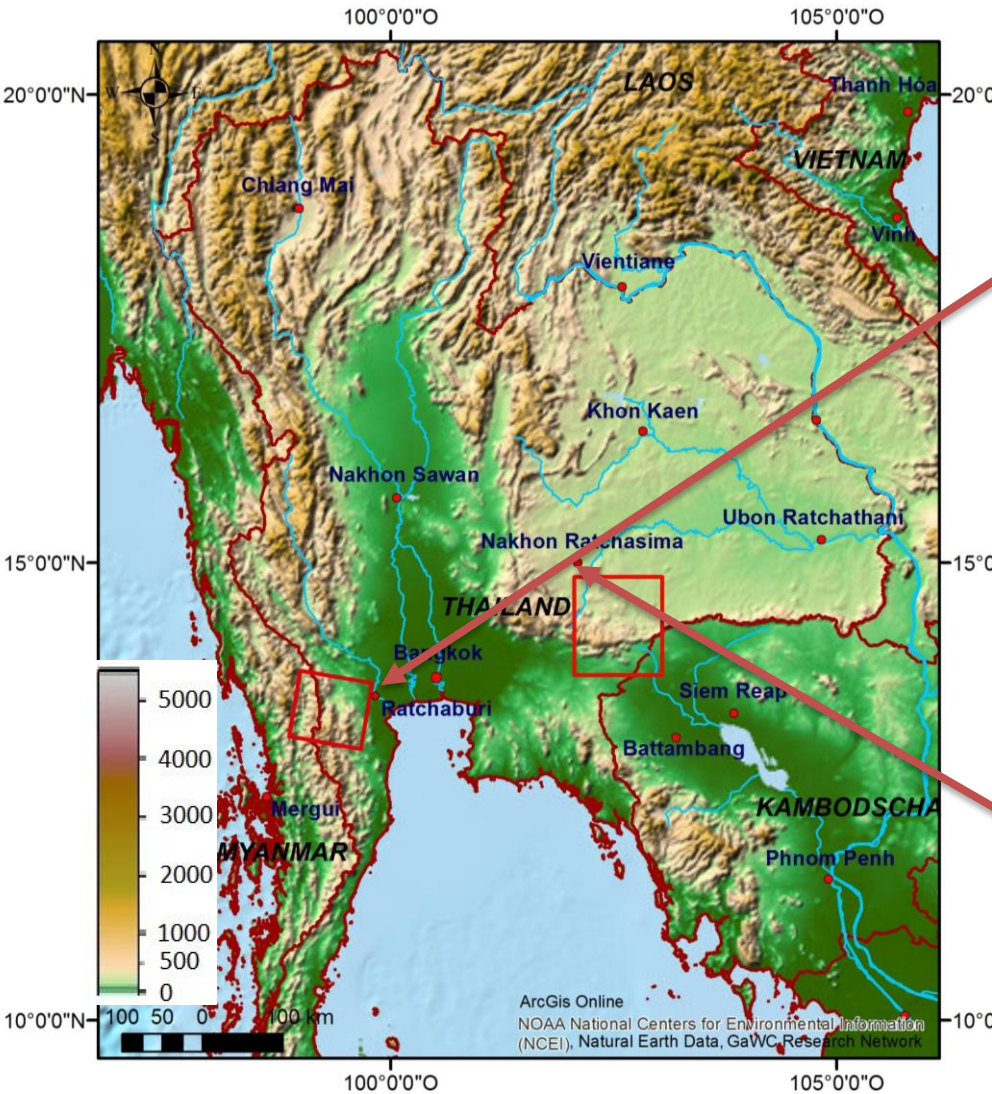 100°0'0"O
105°0'0"O
20°0'0"N
20°0
N
W
E
S
LAOS
Thanh Hóa
VIETNAM
Chiang Mai
Vinh
Vientiane
Khon Kaen
Nakhon Sawan
Ubon Ratchathani
Nakhon Ratchasima
15°0'0"N
15°0
THAILAND
Bangkok
Ratchaburi
Siem Reap
Battambang
5000
4000
3000
2000
1000
500
0
Mergui
KAMBODSCHA
MYANMAR
Phnom Penh
ArcGis Online
NOAA National Centers for Environmental Information
(NCEI), Natural Earth Data, GaWC Research Network
100 50 0 100 km
10°0'0"N
10°0
100°0'0"O
105°0'0"O